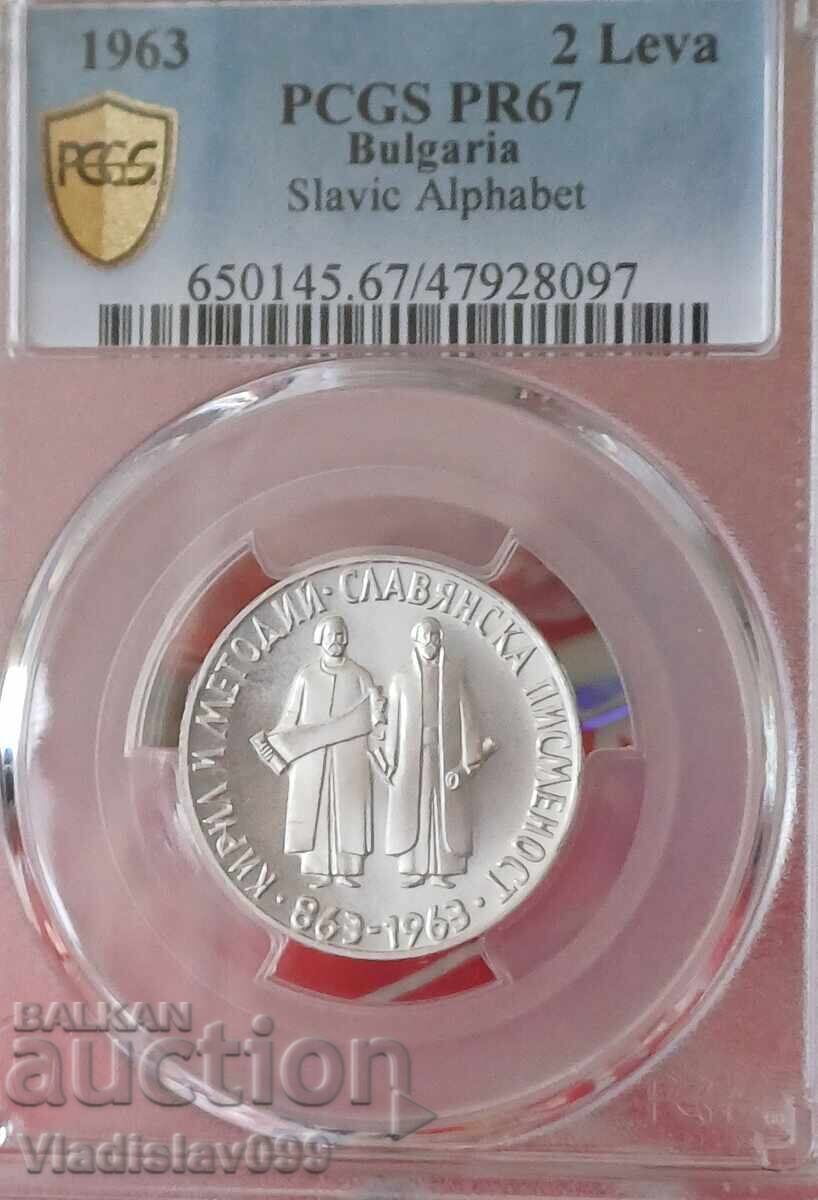 1963 2 Leva
PCGS PR67
PCGS
Bulgaria
Slavic Alphabet
650145.67/47928097
· КИРИЛ И МЕТОДИЙ · СЛАВЯНСКА ПИСМЕНОСТ ·
863-1963
BALKAN
auction
Vladislav099